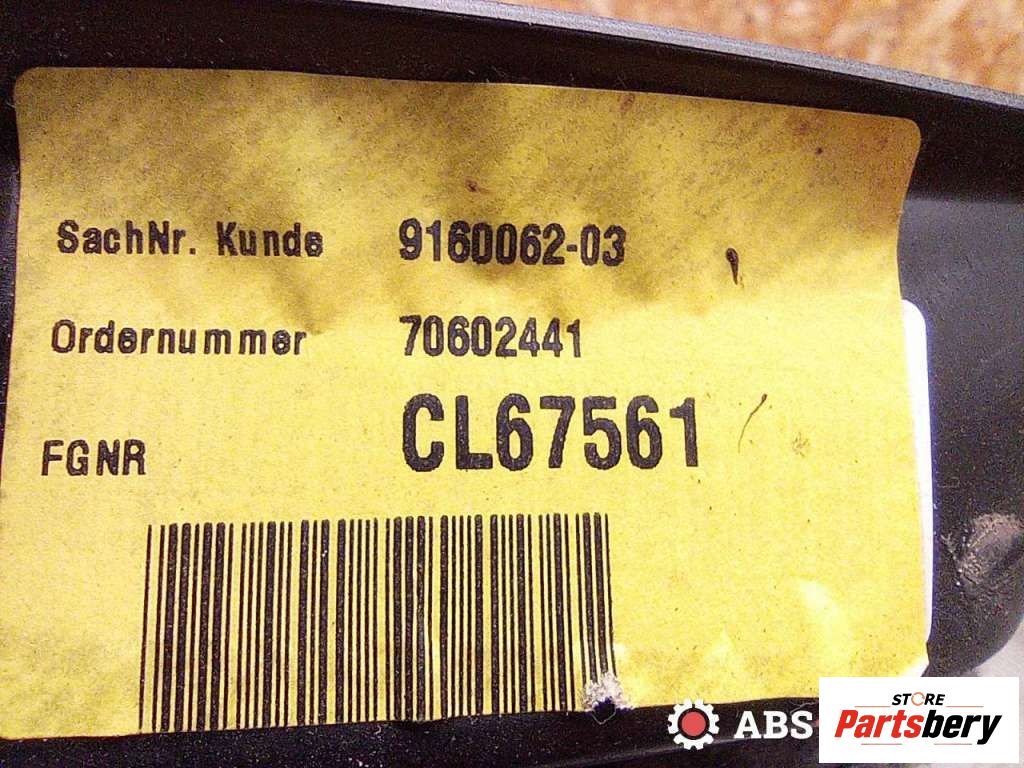 SachNr. Kunde 9160062-03
Ordernummer 70602441
FGNR CL67561
ABS
STORE
Partsbery